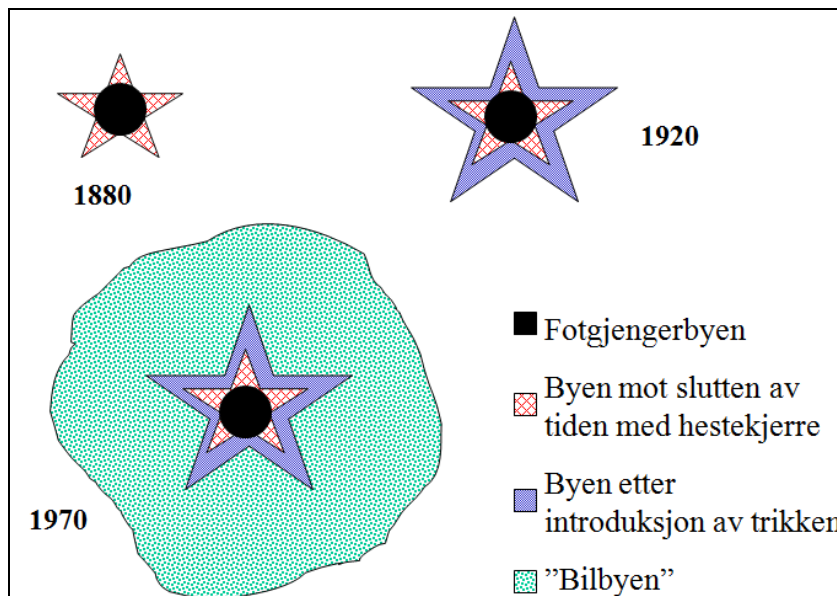 1880
1920
1970
Fotgjengerbyen
Byen mot slutten av
tiden med hestekjerre
Byen etter
introduksjon av trikken
”Bilbyen”